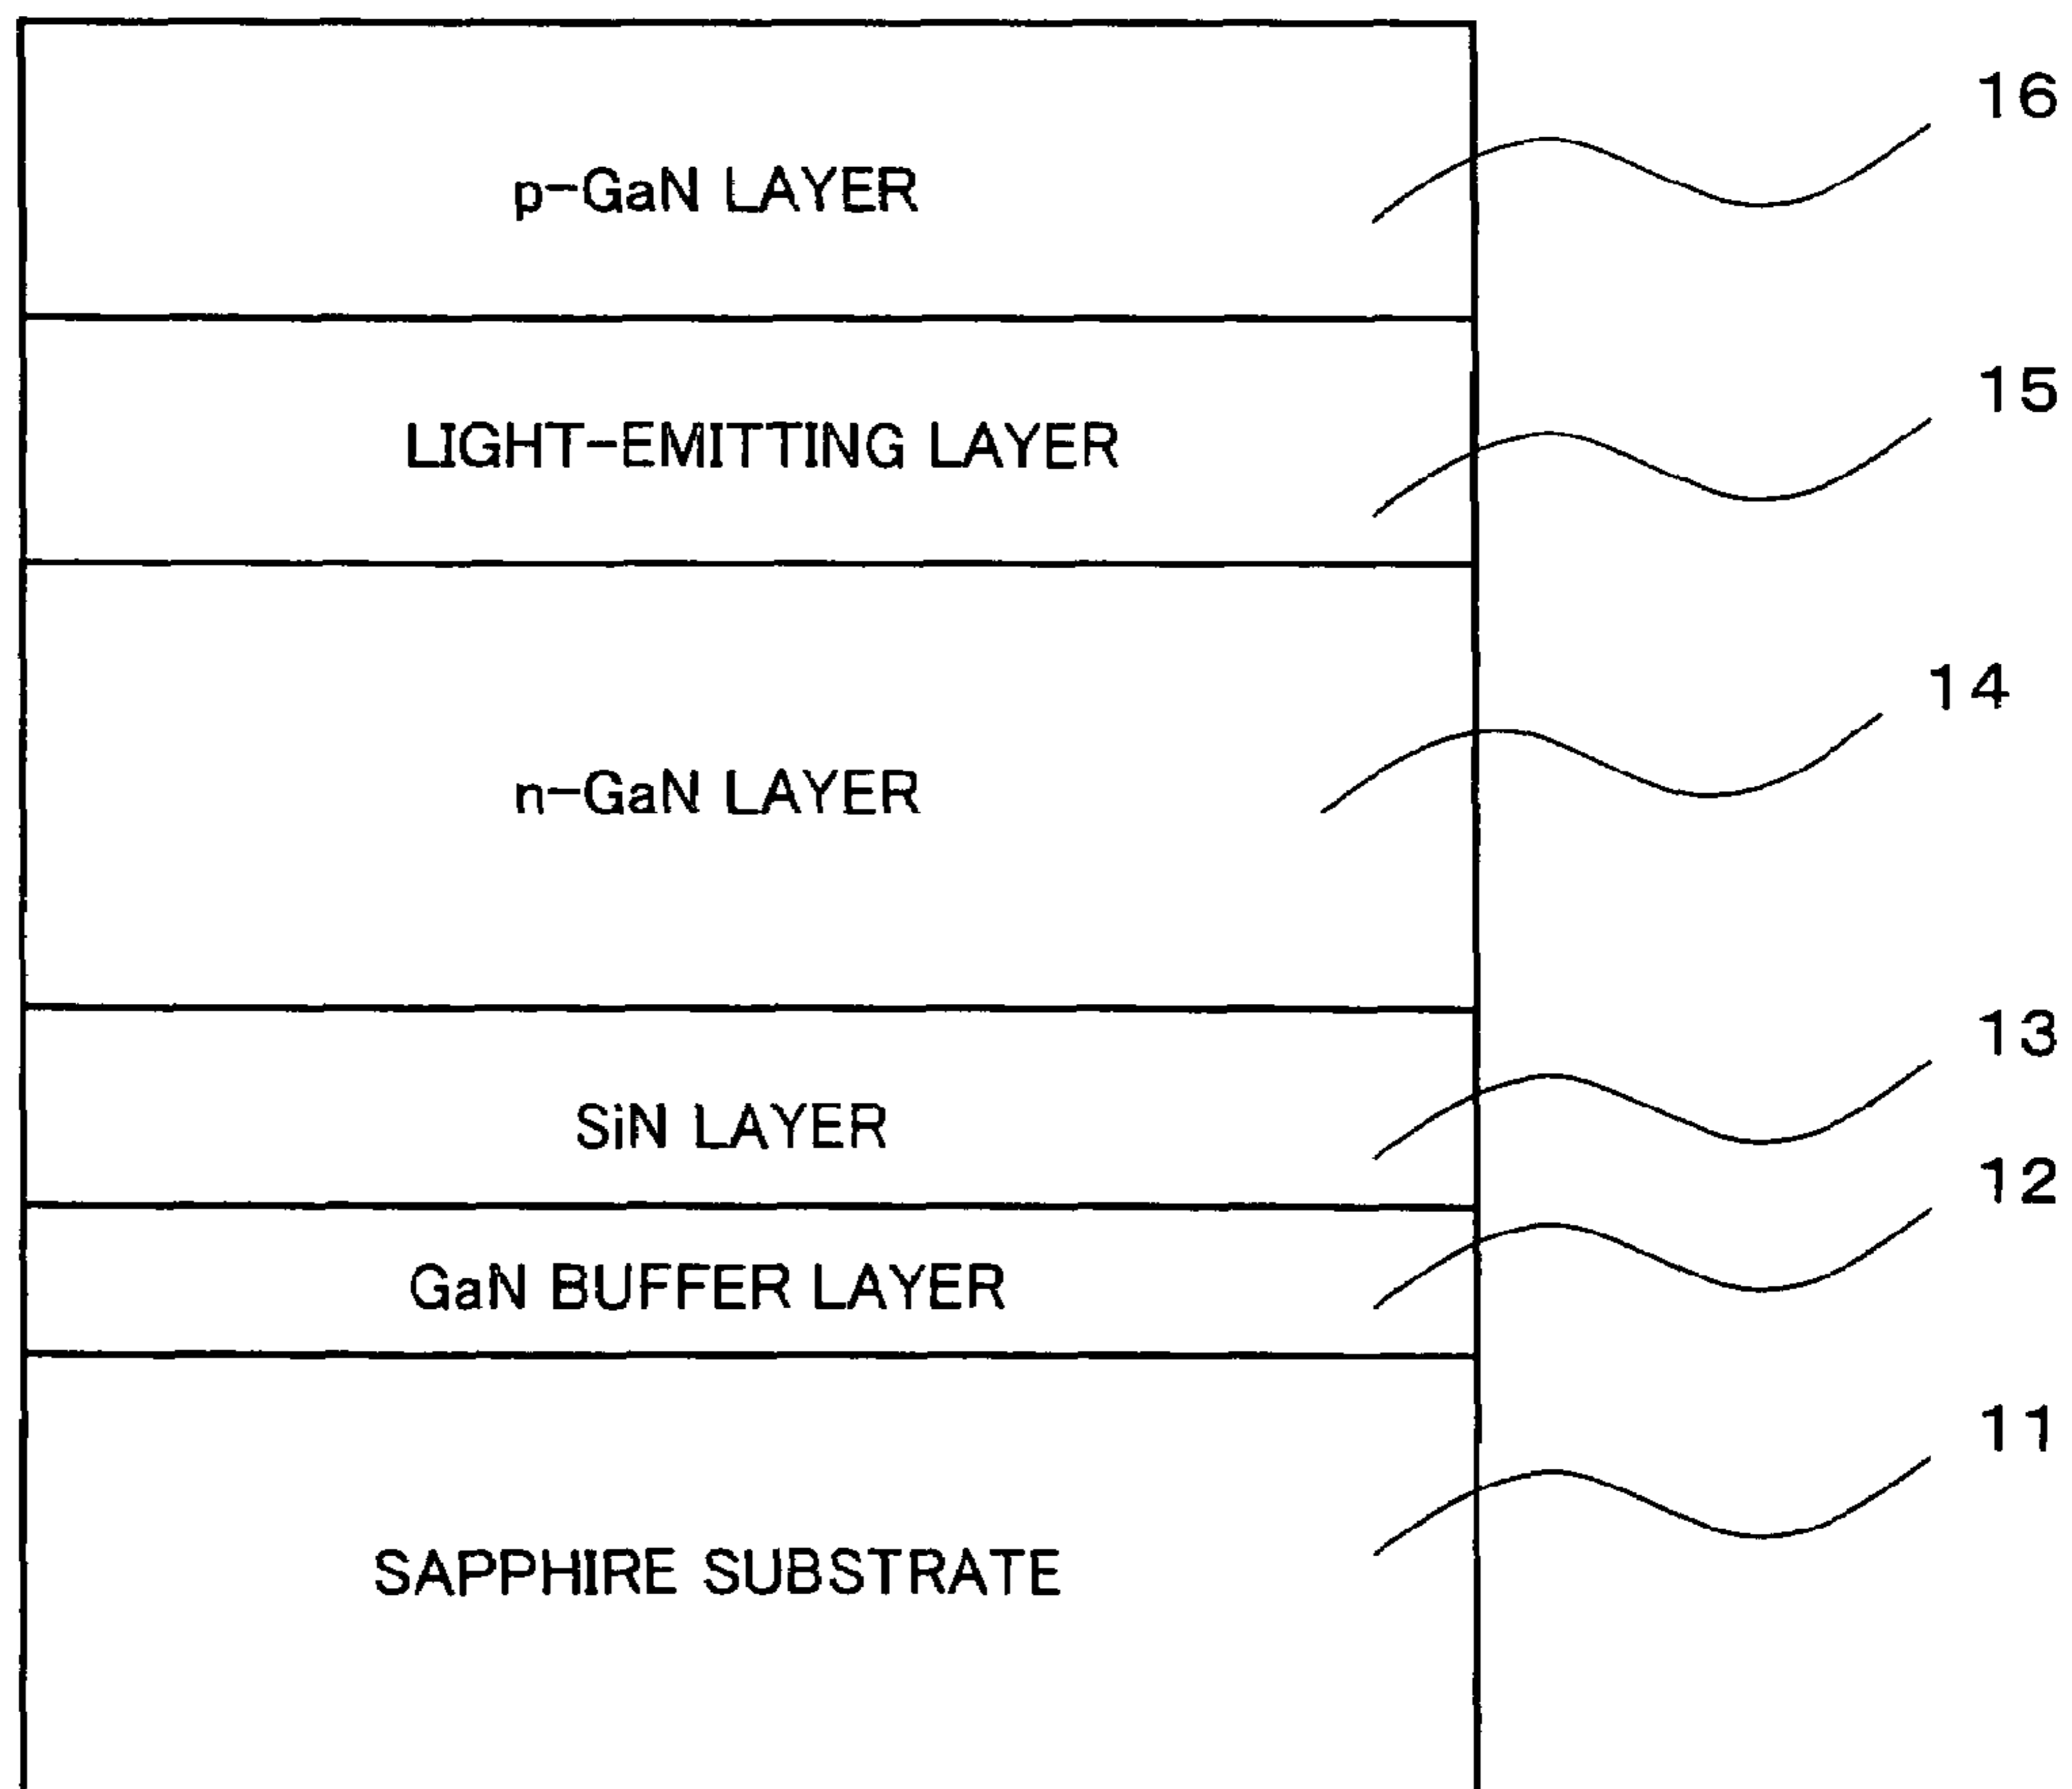 16
p-GaN LAYER
15
LIGHT-EMITTING LAYER
14
n-GaN LAYER
13
SiN LAYER
12
GaN BUFFER LAYER
11
SAPPHIRE SUBSTRATE